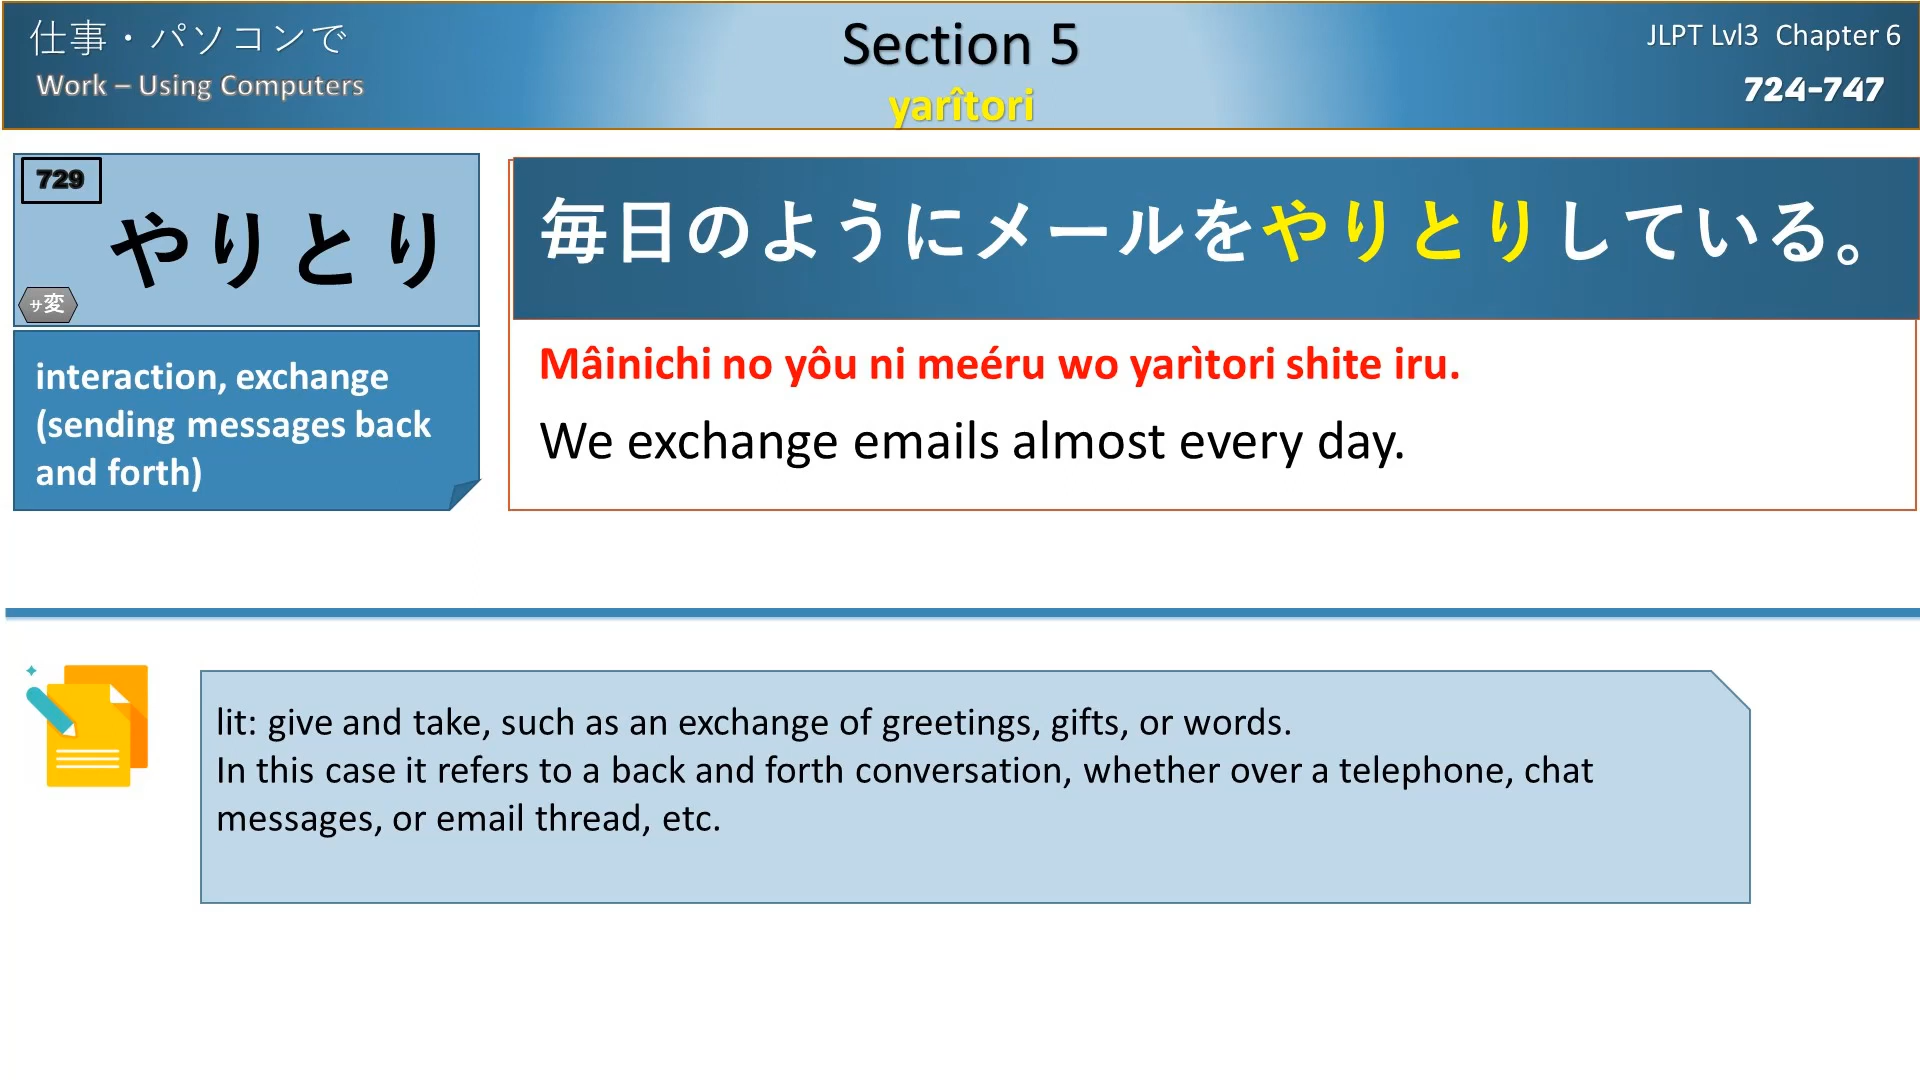 仕事・パソコンで
Work – Using Computers
Section 5
yarîtori
JLPT Lvl3 Chapter 6
724-747
729
やりとり
サ変
interaction, exchange
(sending messages back
and forth)
毎日のようにメールをやりとりしている。
Mâinichi no yôu ni meéru wo yarìtori shite iru.
We exchange emails almost every day.
lit: give and take, such as an exchange of greetings, gifts, or words.
In this case it refers to a back and forth conversation, whether over a telephone, chat
messages, or email thread, etc.